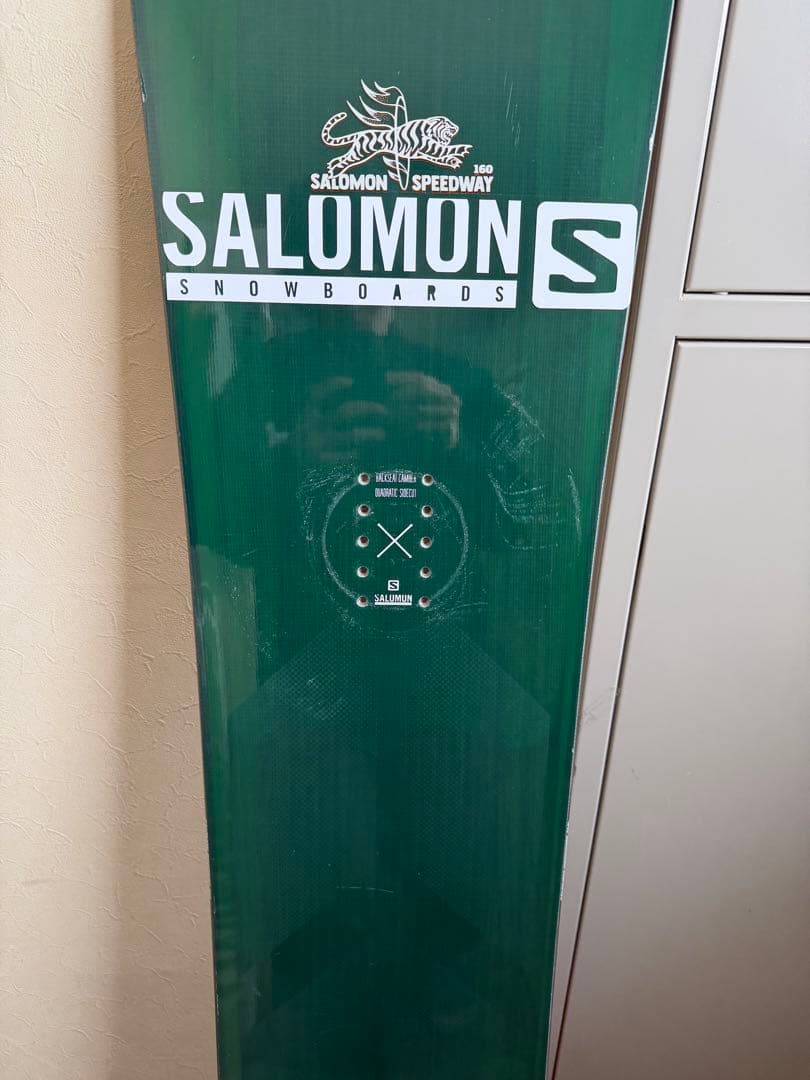 160
SALOMON SPEEDWAY
SALOMON S
SNOWBOARDS
BACKSEAT CAMBER
QUADRATIC SIDECUT
S
SALOMON